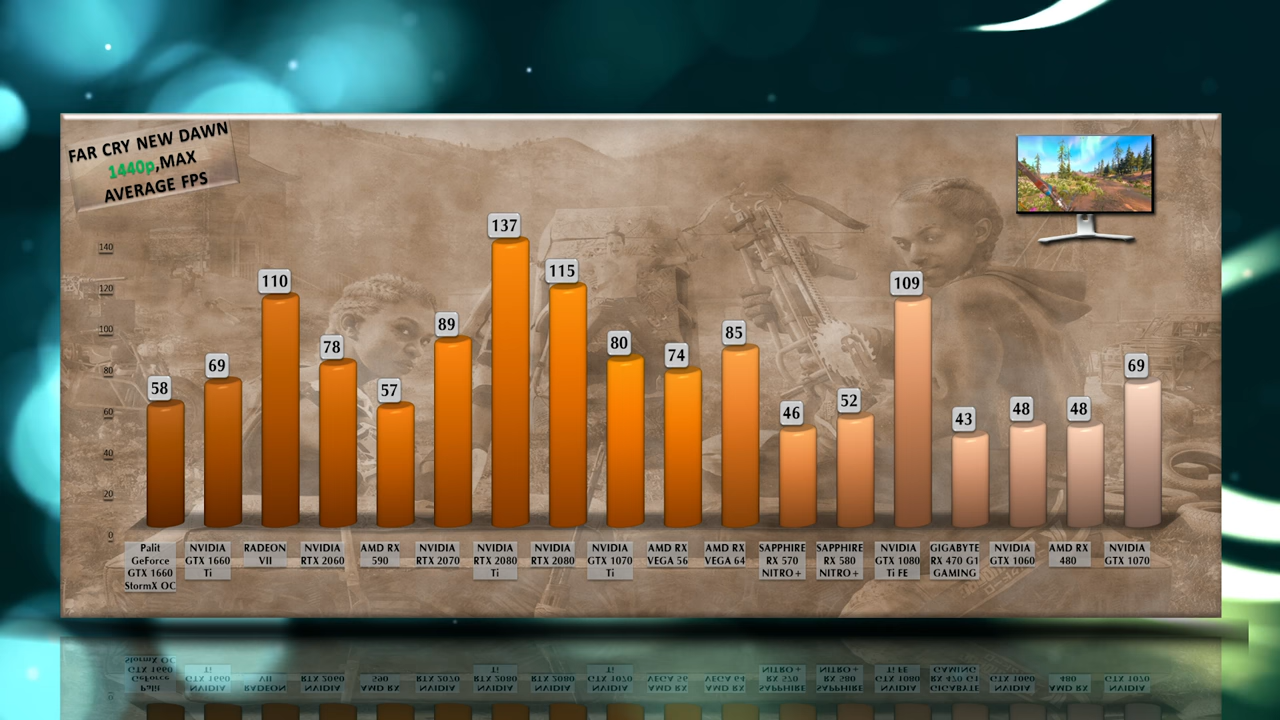 FAR CRY NEW DAWN
1440p,MAX
AVERAGE FPS
140
120
100
80
60
40
20
0
58
69
110
78
57
89
137
115
80
74
85
46
52
109
43
48
48
69
Palit
GeForce
GTX 1660
StormX OC
NVIDIA
GTX 1660
Ti
RADEON
VII
NVIDIA
RTX 2060
AMD RX
590
NVIDIA
RTX 2070
NVIDIA
RTX 2080
Ti
NVIDIA
RTX 2080
NVIDIA
GTX 1070
Ti
AMD RX
VEGA 56
AMD RX
VEGA 64
SAPPHIRE
RX 570
NITRO+
SAPPHIRE
RX 580
NITRO+
NVIDIA
GTX 1080
Ti FE
GIGABYTE
RX 470 G1
GAMING
NVIDIA
GTX 1060
AMD RX
480
NVIDIA
GTX 1070